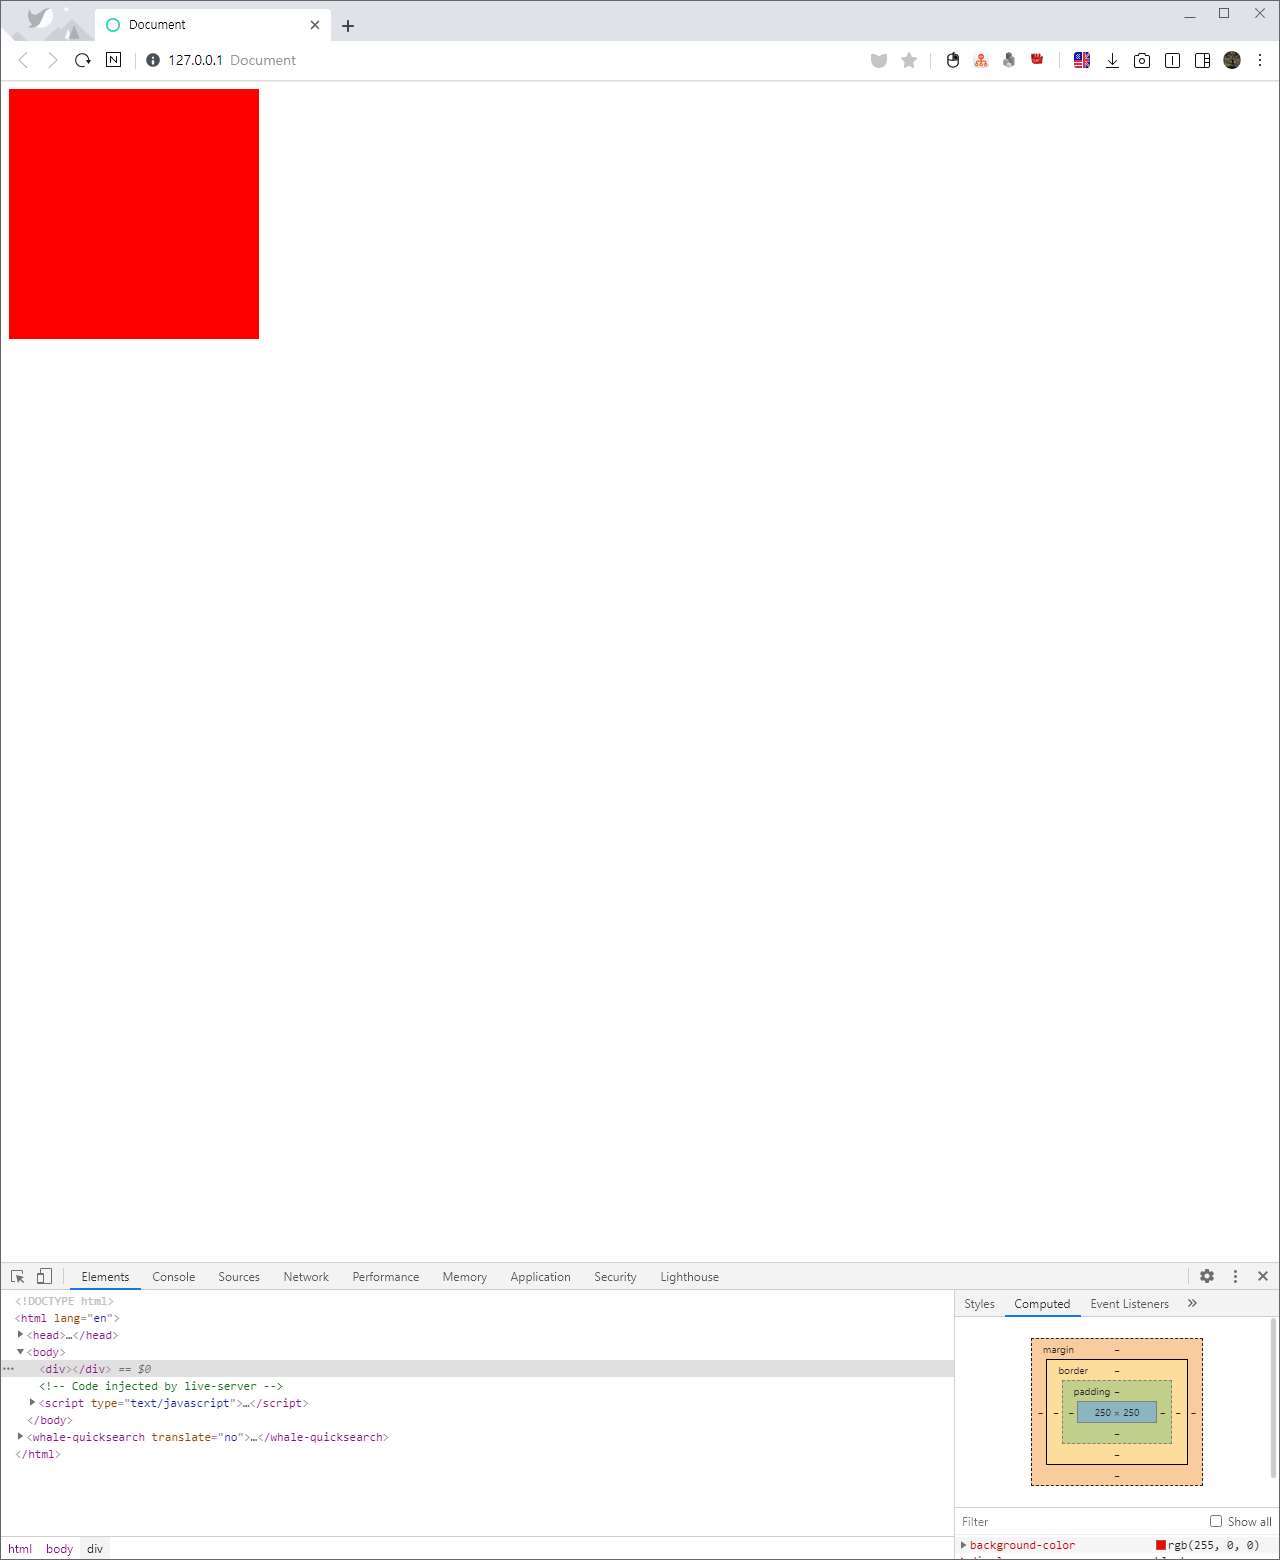 Document
N
127.0.0.1 Document
Elements Console Sources Network Performance Memory Application Security Lighthouse
<!DOCTYPE html>
<html lang="en">
<head>…</head>
<body>
<div></div> == $0
<!-- Code injected by live-server -->
<script type="text/javascript">…</script>
</body>
<whale-quicksearch translate="no">…</whale-quicksearch>
</html>
html body div
Styles Computed Event Listeners
margin –
border –
padding –
– – – 250 × 250 – – –
–
–
–
Filter Show all
background-color rgb(255, 0, 0)